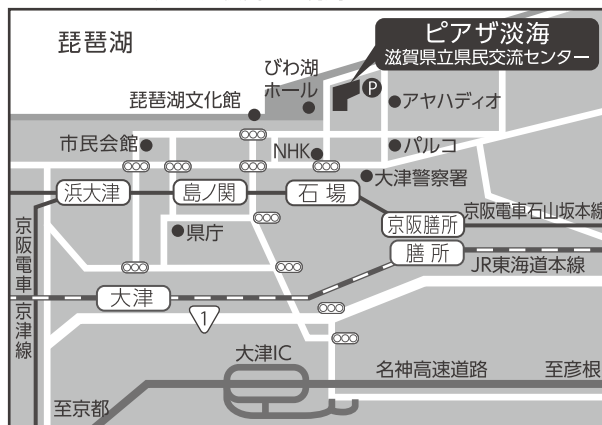 琵琶湖
ピアザ淡海
滋賀県立県民交流センター
びわ湖
ホール
P
アヤハディオ
琵琶湖文化館
市民会館
NHK
パルコ
大津警察署
浜大津
島ノ関
石場
京阪膳所
京阪電車石山坂本線
県庁
膳所
JR東海道本線
京阪電車京津線
大津
1
大津IC
名神高速道路
至彦根
至京都